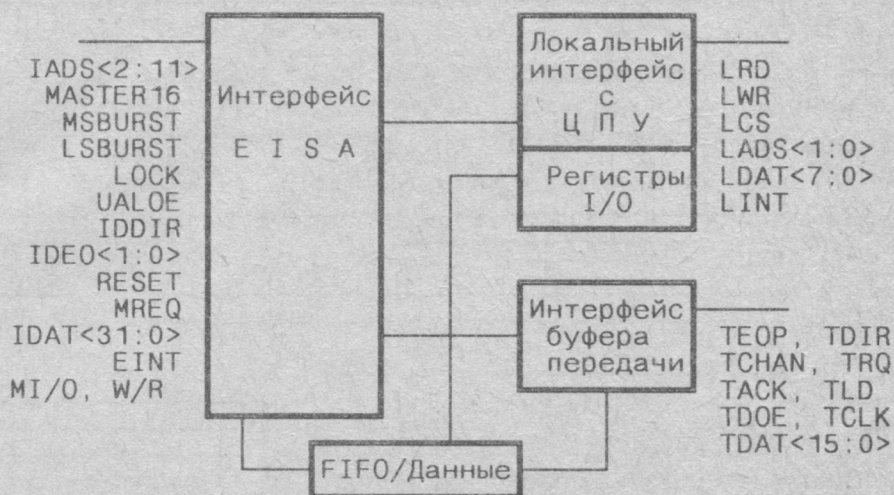 IADS<2:11>
MASTER16
MSBURST
LSBURST
LOCK
UALOE
IDDIR
IDEO<1:0>
RESET
MREQ
IDAT<31:0>
EINT
MI/O, W/R
Интерфейс
E I S A
Локальный
интерфейс
с
Ц П У
Регистры
I/O
LRD
LWR
LCS
LADS<1:0>
LDAT<7:0>
LINT
Интерфейс
буфера
передачи
TEOP, TDIR
TCHAN, TRQ
TACK, TLD
TDOE, TCLK
TDAT<15:0>
FIFO/Данные